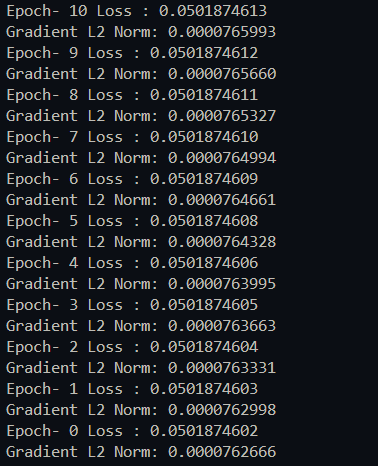 Epoch- 10 Loss : 0.0501874613
Gradient L2 Norm: 0.0000765993
Epoch- 9 Loss : 0.0501874612
Gradient L2 Norm: 0.0000765660
Epoch- 8 Loss : 0.0501874611
Gradient L2 Norm: 0.0000765327
Epoch- 7 Loss : 0.0501874610
Gradient L2 Norm: 0.0000764994
Epoch- 6 Loss : 0.0501874609
Gradient L2 Norm: 0.0000764661
Epoch- 5 Loss : 0.0501874608
Gradient L2 Norm: 0.0000764328
Epoch- 4 Loss : 0.0501874606
Gradient L2 Norm: 0.0000763995
Epoch- 3 Loss : 0.0501874605
Gradient L2 Norm: 0.0000763663
Epoch- 2 Loss : 0.0501874604
Gradient L2 Norm: 0.0000763331
Epoch- 1 Loss : 0.0501874603
Gradient L2 Norm: 0.0000762998
Epoch- 0 Loss : 0.0501874602
Gradient L2 Norm: 0.0000762666